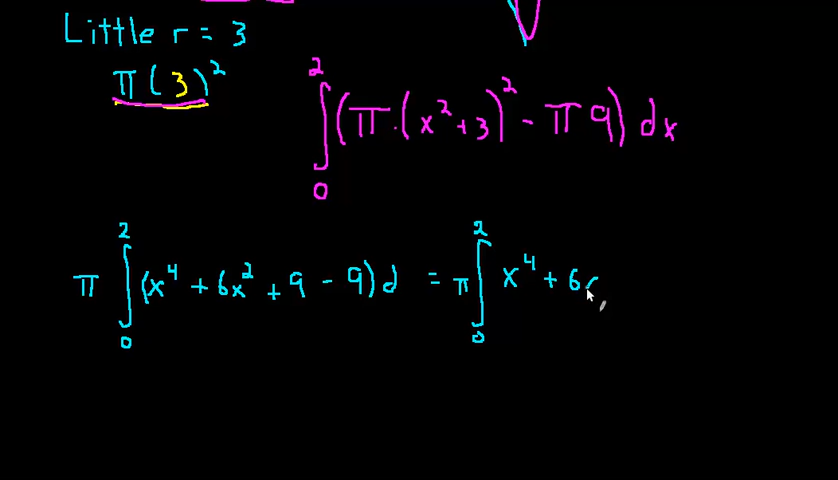 Little r = 3
π(3)²
∫₀² (π·(x²+3)² - π9) dx
π ∫₀² (x⁴ + 6x² + 9 - 9) d = π ∫₀² x⁴ + 6